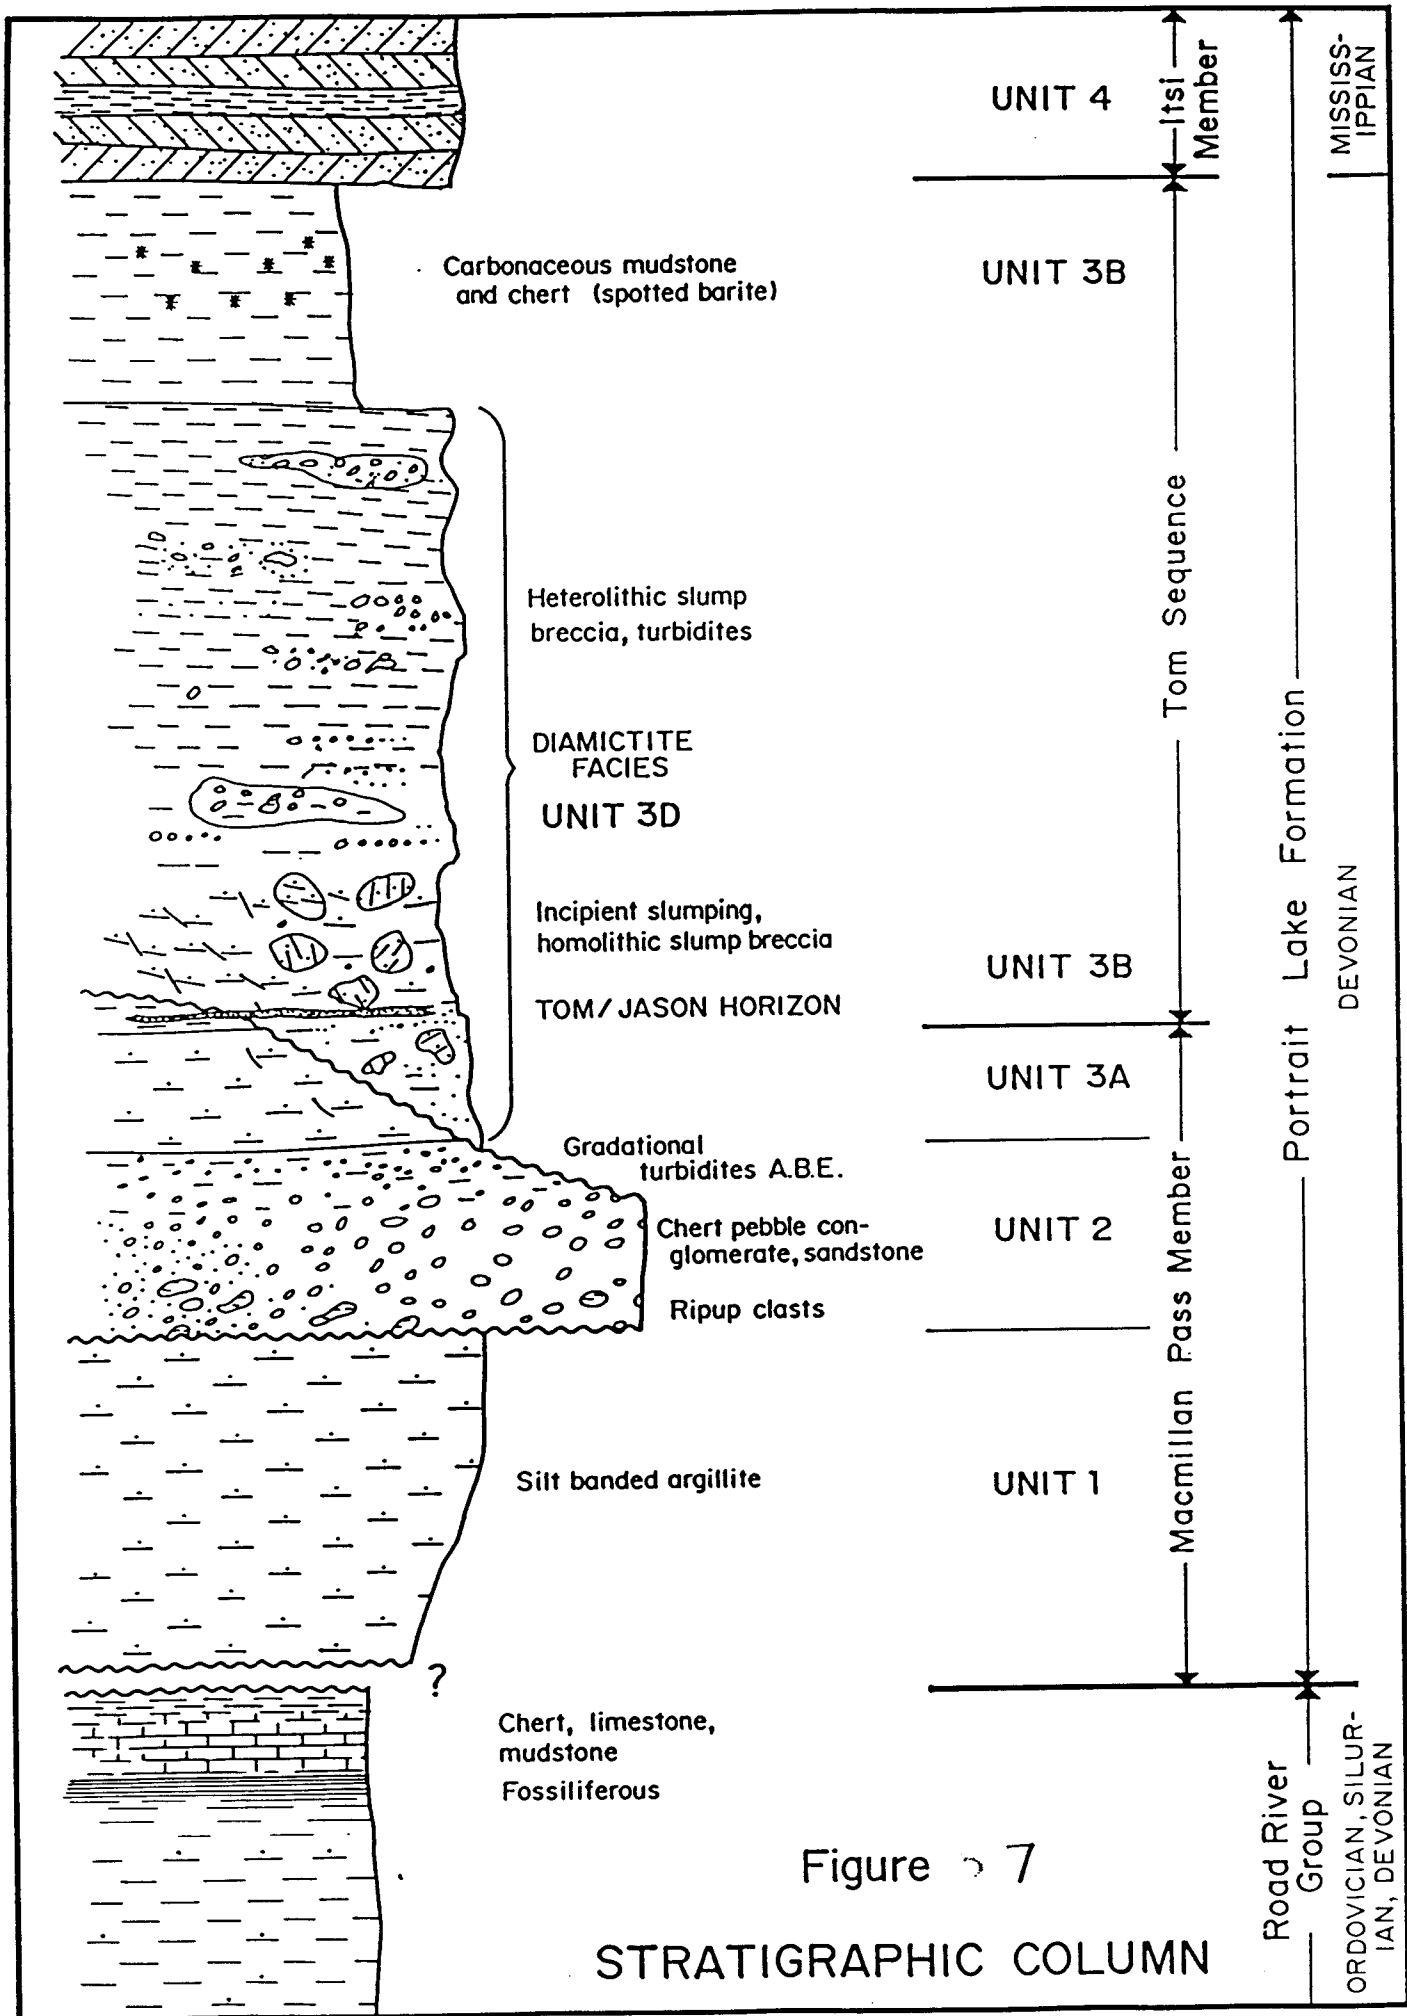 UNIT 4
Itsi
Member
MISSISS-
IPPIAN
Carbonaceous mudstone
and chert (spotted barite)
UNIT 3B
Tom Sequence
Heterolithic slump
breccia, turbidites
DIAMICTITE
FACIES
UNIT 3D
Incipient slumping,
homolithic slump breccia
UNIT 3B
TOM/JASON HORIZON
UNIT 3A
Portrait Lake Formation
DEVONIAN
Gradational
turbidites A.B.E.
Chert pebble con-
glomerate, sandstone
UNIT 2
Ripup clasts
Macmillan Pass Member
Silt banded argillite
UNIT 1
?
Chert, limestone,
mudstone
Fossiliferous
Road River
Group
ORDOVICIAN, SILUR-
IAN, DEVONIAN
Figure 7
STRATIGRAPHIC COLUMN